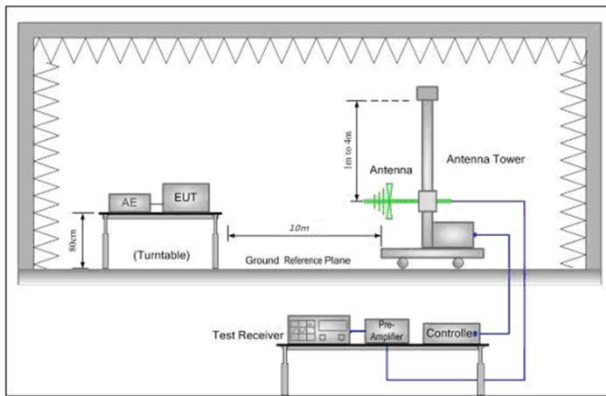 1m to 4m
Antenna
Antenna Tower
AE
EUT
80cm
(Turntable)
10m
Ground Reference Plane
Test Receiver
Pre-
Amplifier
Controller